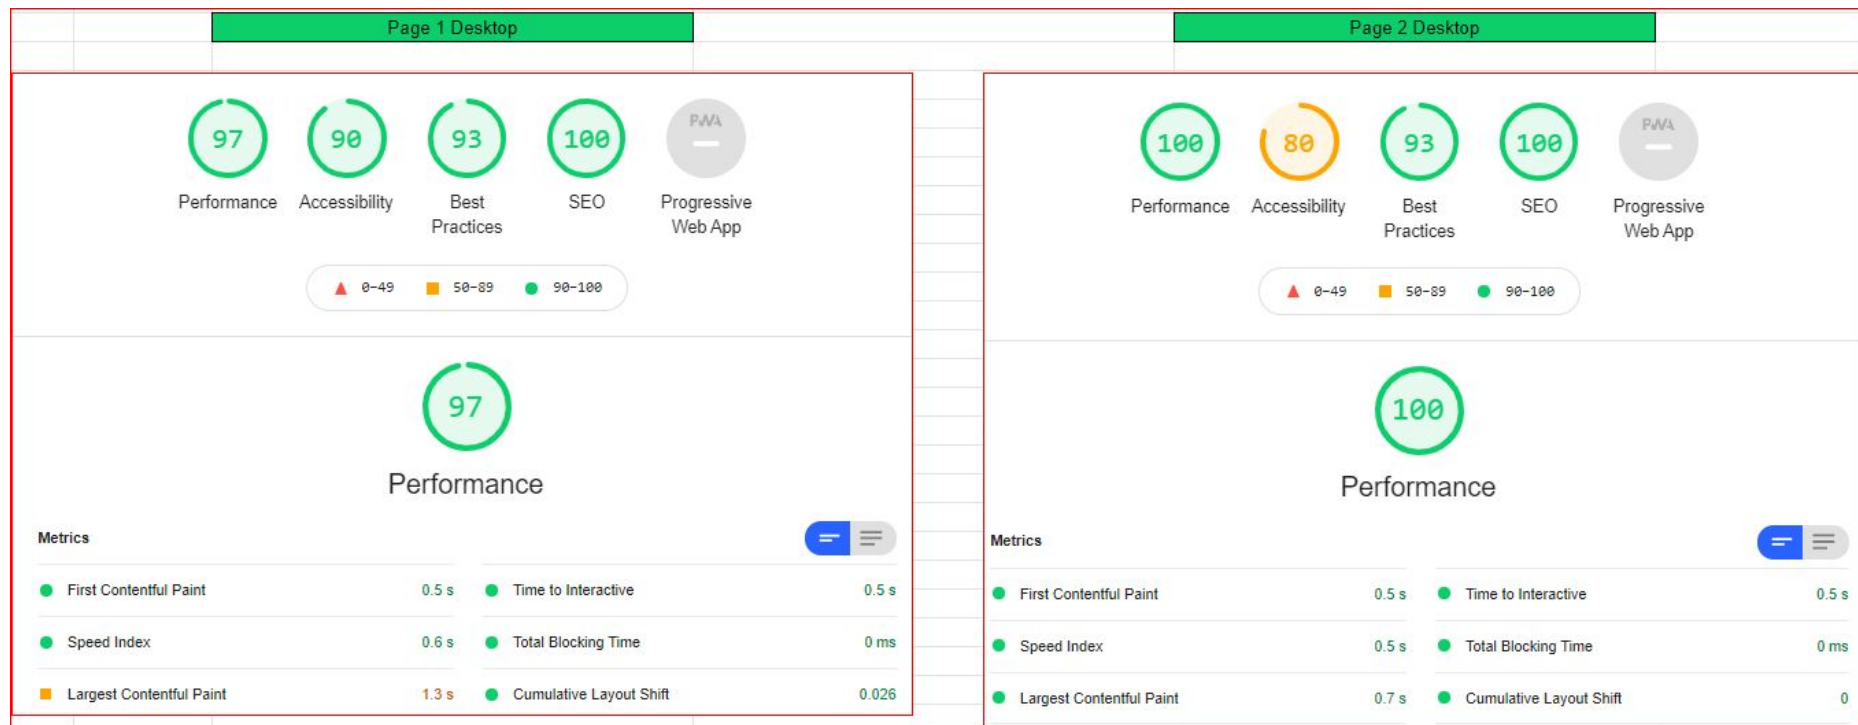 Page 1 Desktop
97
90
93
100
PWA
Performance
Accessibility
Best
Practices
SEO
Progressive
Web App
0–49
50–89
90–100
97
Performance
Metrics
First Contentful Paint 0.5 s
Time to Interactive 0.5 s
Speed Index 0.6 s
Total Blocking Time 0 ms
Largest Contentful Paint 1.3 s
Cumulative Layout Shift 0.026
Page 2 Desktop
100
80
93
100
PWA
Performance
Accessibility
Best
Practices
SEO
Progressive
Web App
0–49
50–89
90–100
100
Performance
Metrics
First Contentful Paint 0.5 s
Time to Interactive 0.5 s
Speed Index 0.5 s
Total Blocking Time 0 ms
Largest Contentful Paint 0.7 s
Cumulative Layout Shift 0